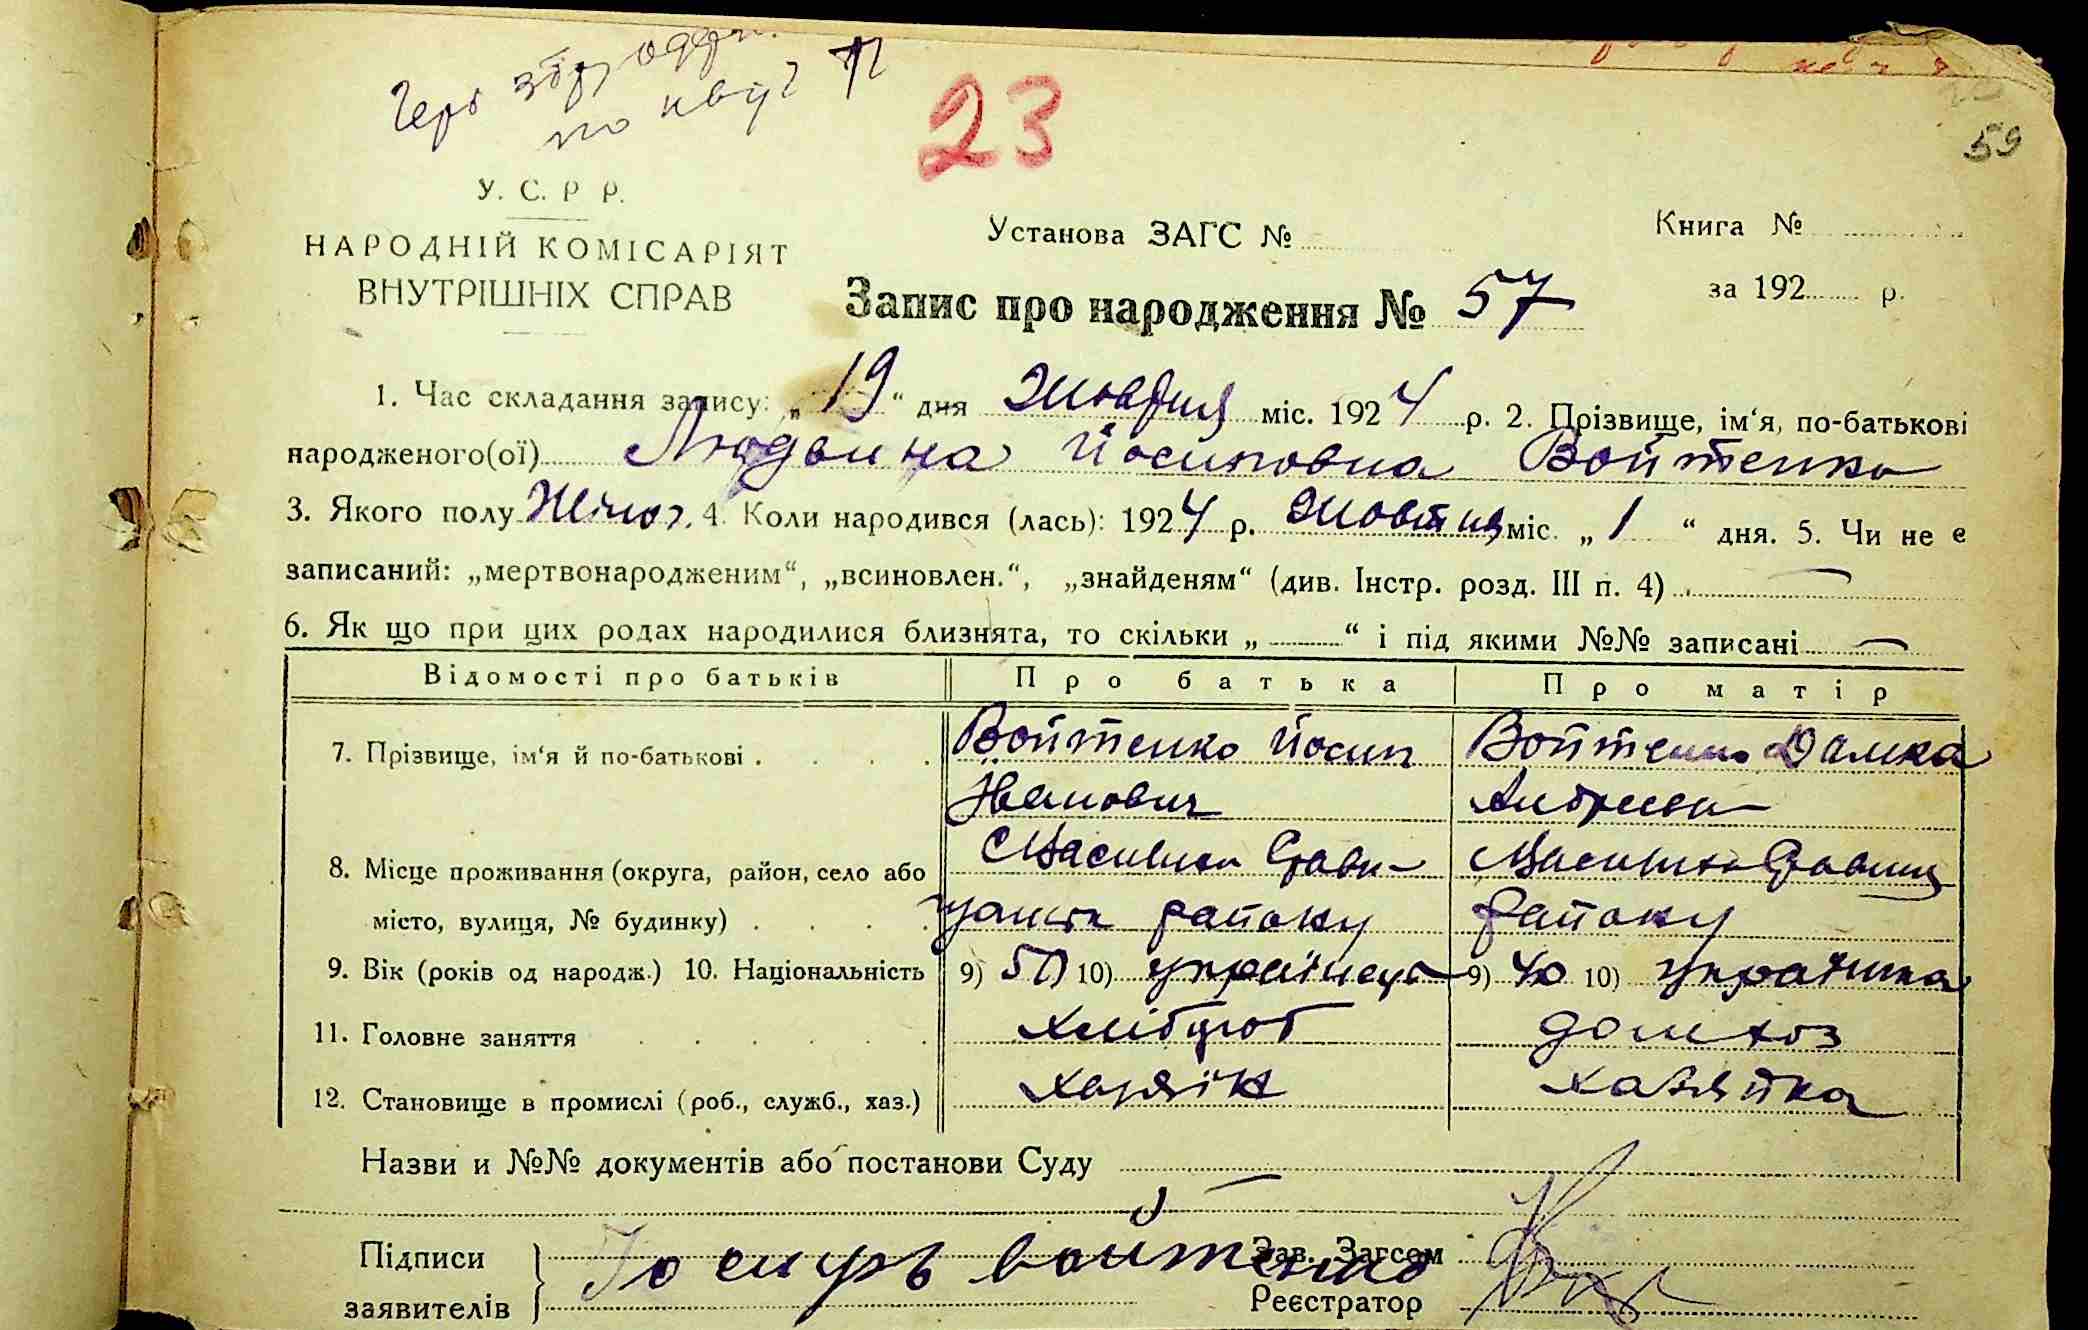 23
59
У. С. Р Р.
НАРОДНІЙ КОМІСАРІЯТ
ВНУТРІШНІХ СПРАВ
Установа ЗАГС №
Книга №
за 192 р.
Запис про народження № 57
1. Час складання запису: „ 19 “ дня Жовтня міс. 1924 р. 2. Прізвище, ім‘я, по-батькові
народженого(ої) Людвина Йосиповна Войтенко
3. Якого полу Жіноч. 4. Коли народився (лась): 1924 р. Жовтня міс. „ 1 “ дня. 5. Чи не є
записаний: „мертвонародженим“, „всиновлен.“, „знайденям“ (див. Інстр. розд. III п. 4)
6. Як що при цих родах народилися близнята, то скільки „ “ і під якими №№ записані
Відомості про батьків Про батька Про матір
7. Прізвище, ім‘я й по-батькові . Войтенко Йосип Войтенко
Іванович
8. Місце проживання (округа, район, село або
місто, вулиця, № будинку) . району району
9. Вік (років од народж.) 10. Національність 9) 50 10) українець 9) 40 10) українка
11. Головне заняття хлібороб домхоз
12. Становище в промислі (роб., служб., хаз.) хазяїн хазяйка
Назви и №№ документів або постанови Суду
Підписи
заявителів
Зав. Загсом
Реєстратор